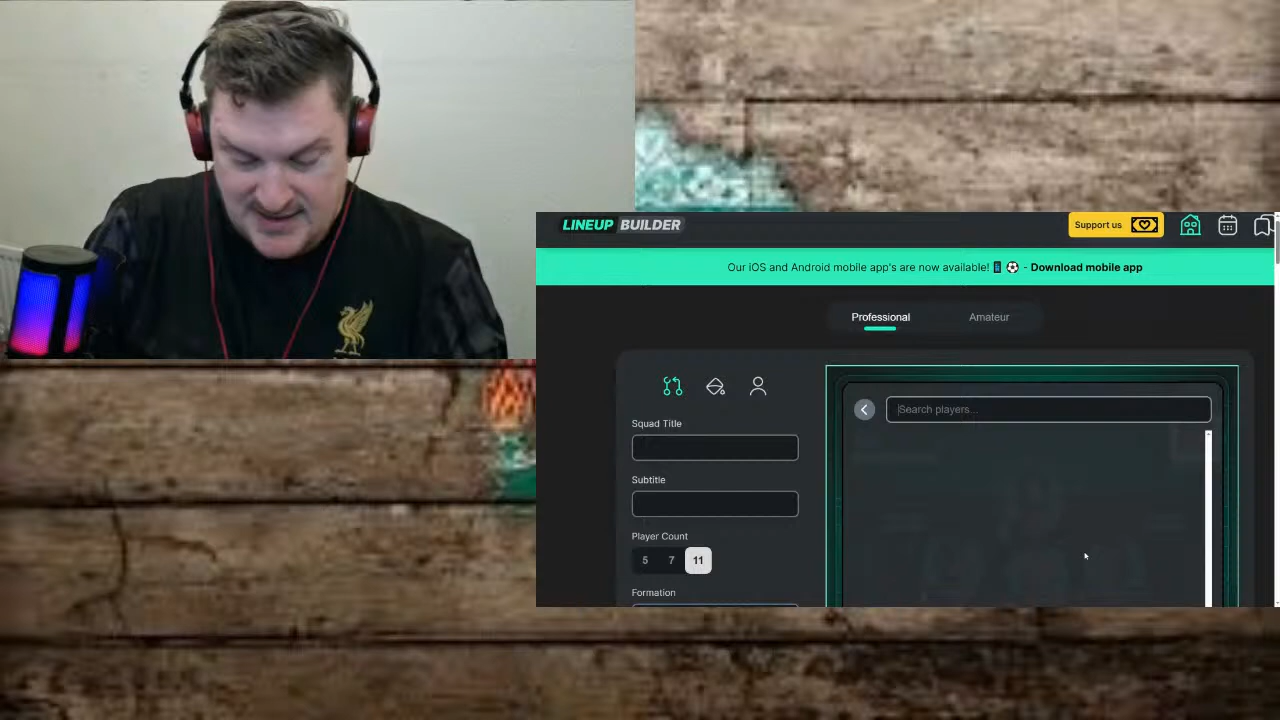 LINEUP BUILDER
Support us
Our iOS and Android mobile app's are now available! 📱 ⚽ - Download mobile app
Professional
Amateur
Search players...
Squad Title
Subtitle
Player Count
5 7 11
Formation